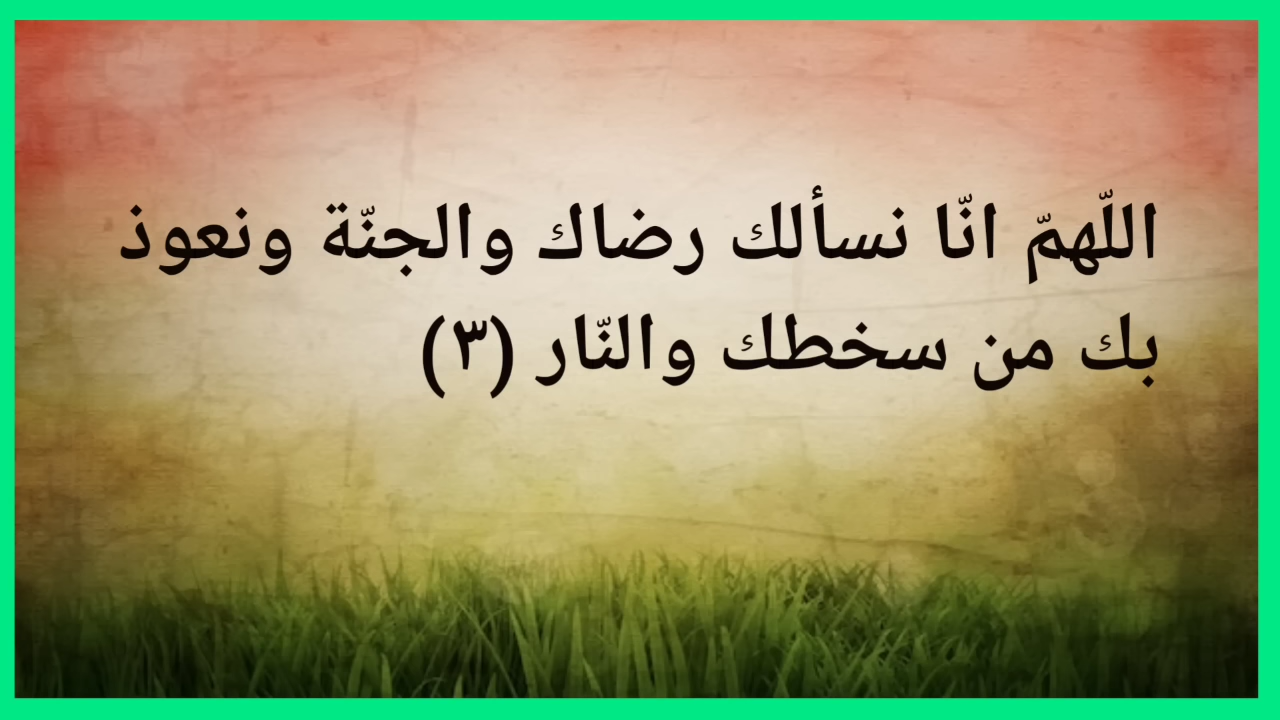 اللّهمّ انّا نسألك رضاك والجنّة ونعوذ
بك من سخطك والنّار (٣)